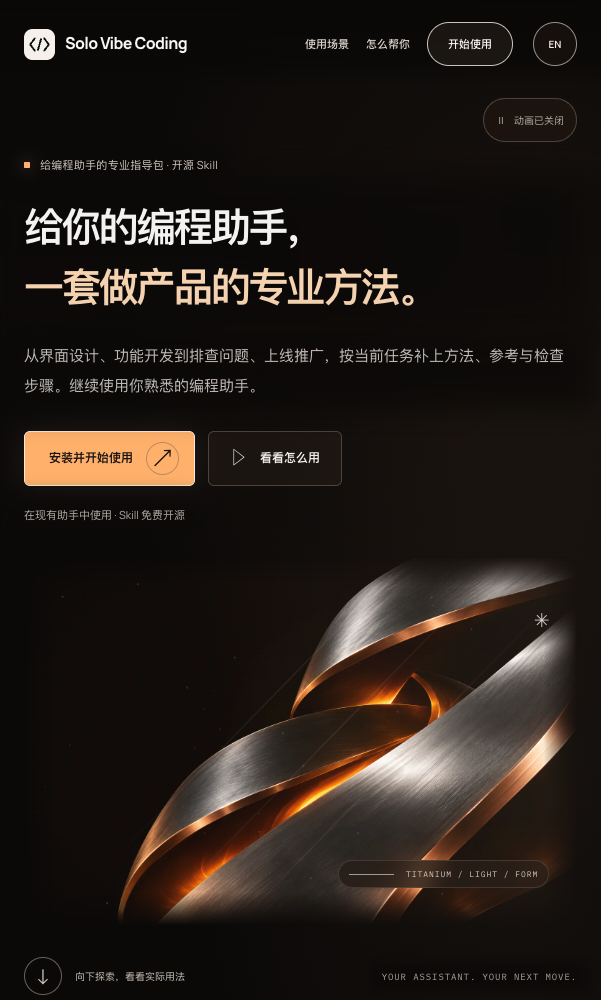 Solo Vibe Coding
使用场景
怎么帮你
开始使用
EN
动画已关闭
给编程助手的专业指导包 · 开源 Skill
给你的编程助手，
一套做产品的专业方法。
从界面设计、功能开发到排查问题、上线推广，按当前任务补上方法、参考与检查
步骤。继续使用你熟悉的编程助手。
安装并开始使用
看看怎么用
在现有助手中使用 · Skill 免费开源
TITANIUM / LIGHT / FORM
向下探索，看看实际用法
YOUR ASSISTANT. YOUR NEXT MOVE.